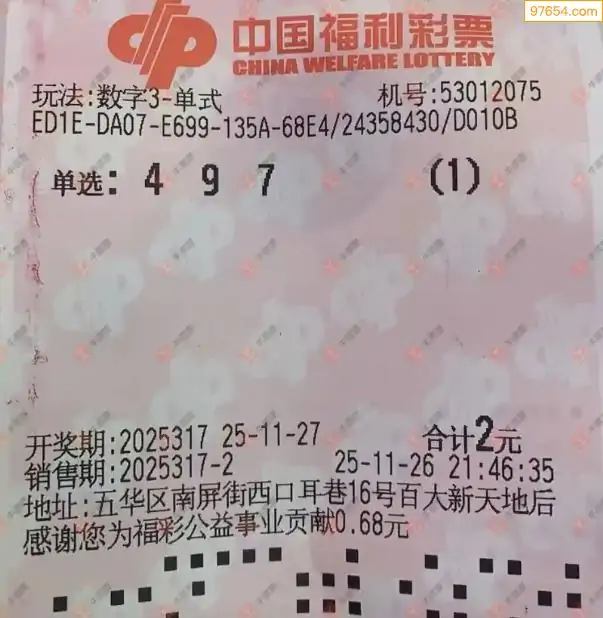 97654.com
中国福利彩票
CHINA WELFARE LOTTERY
玩法:数字3-单式 机号:53012075
ED1E-DA07-E699-135A-68E4/24358430/D010B
单选: 4 9 7 (1)
开奖期:2025317 25-11-27 合计2元
销售期:2025317-2 25-11-26 21:46:35
地址:五华区南屏街西口耳巷16号百大新天地后
感谢您为福彩公益事业贡献0.68元